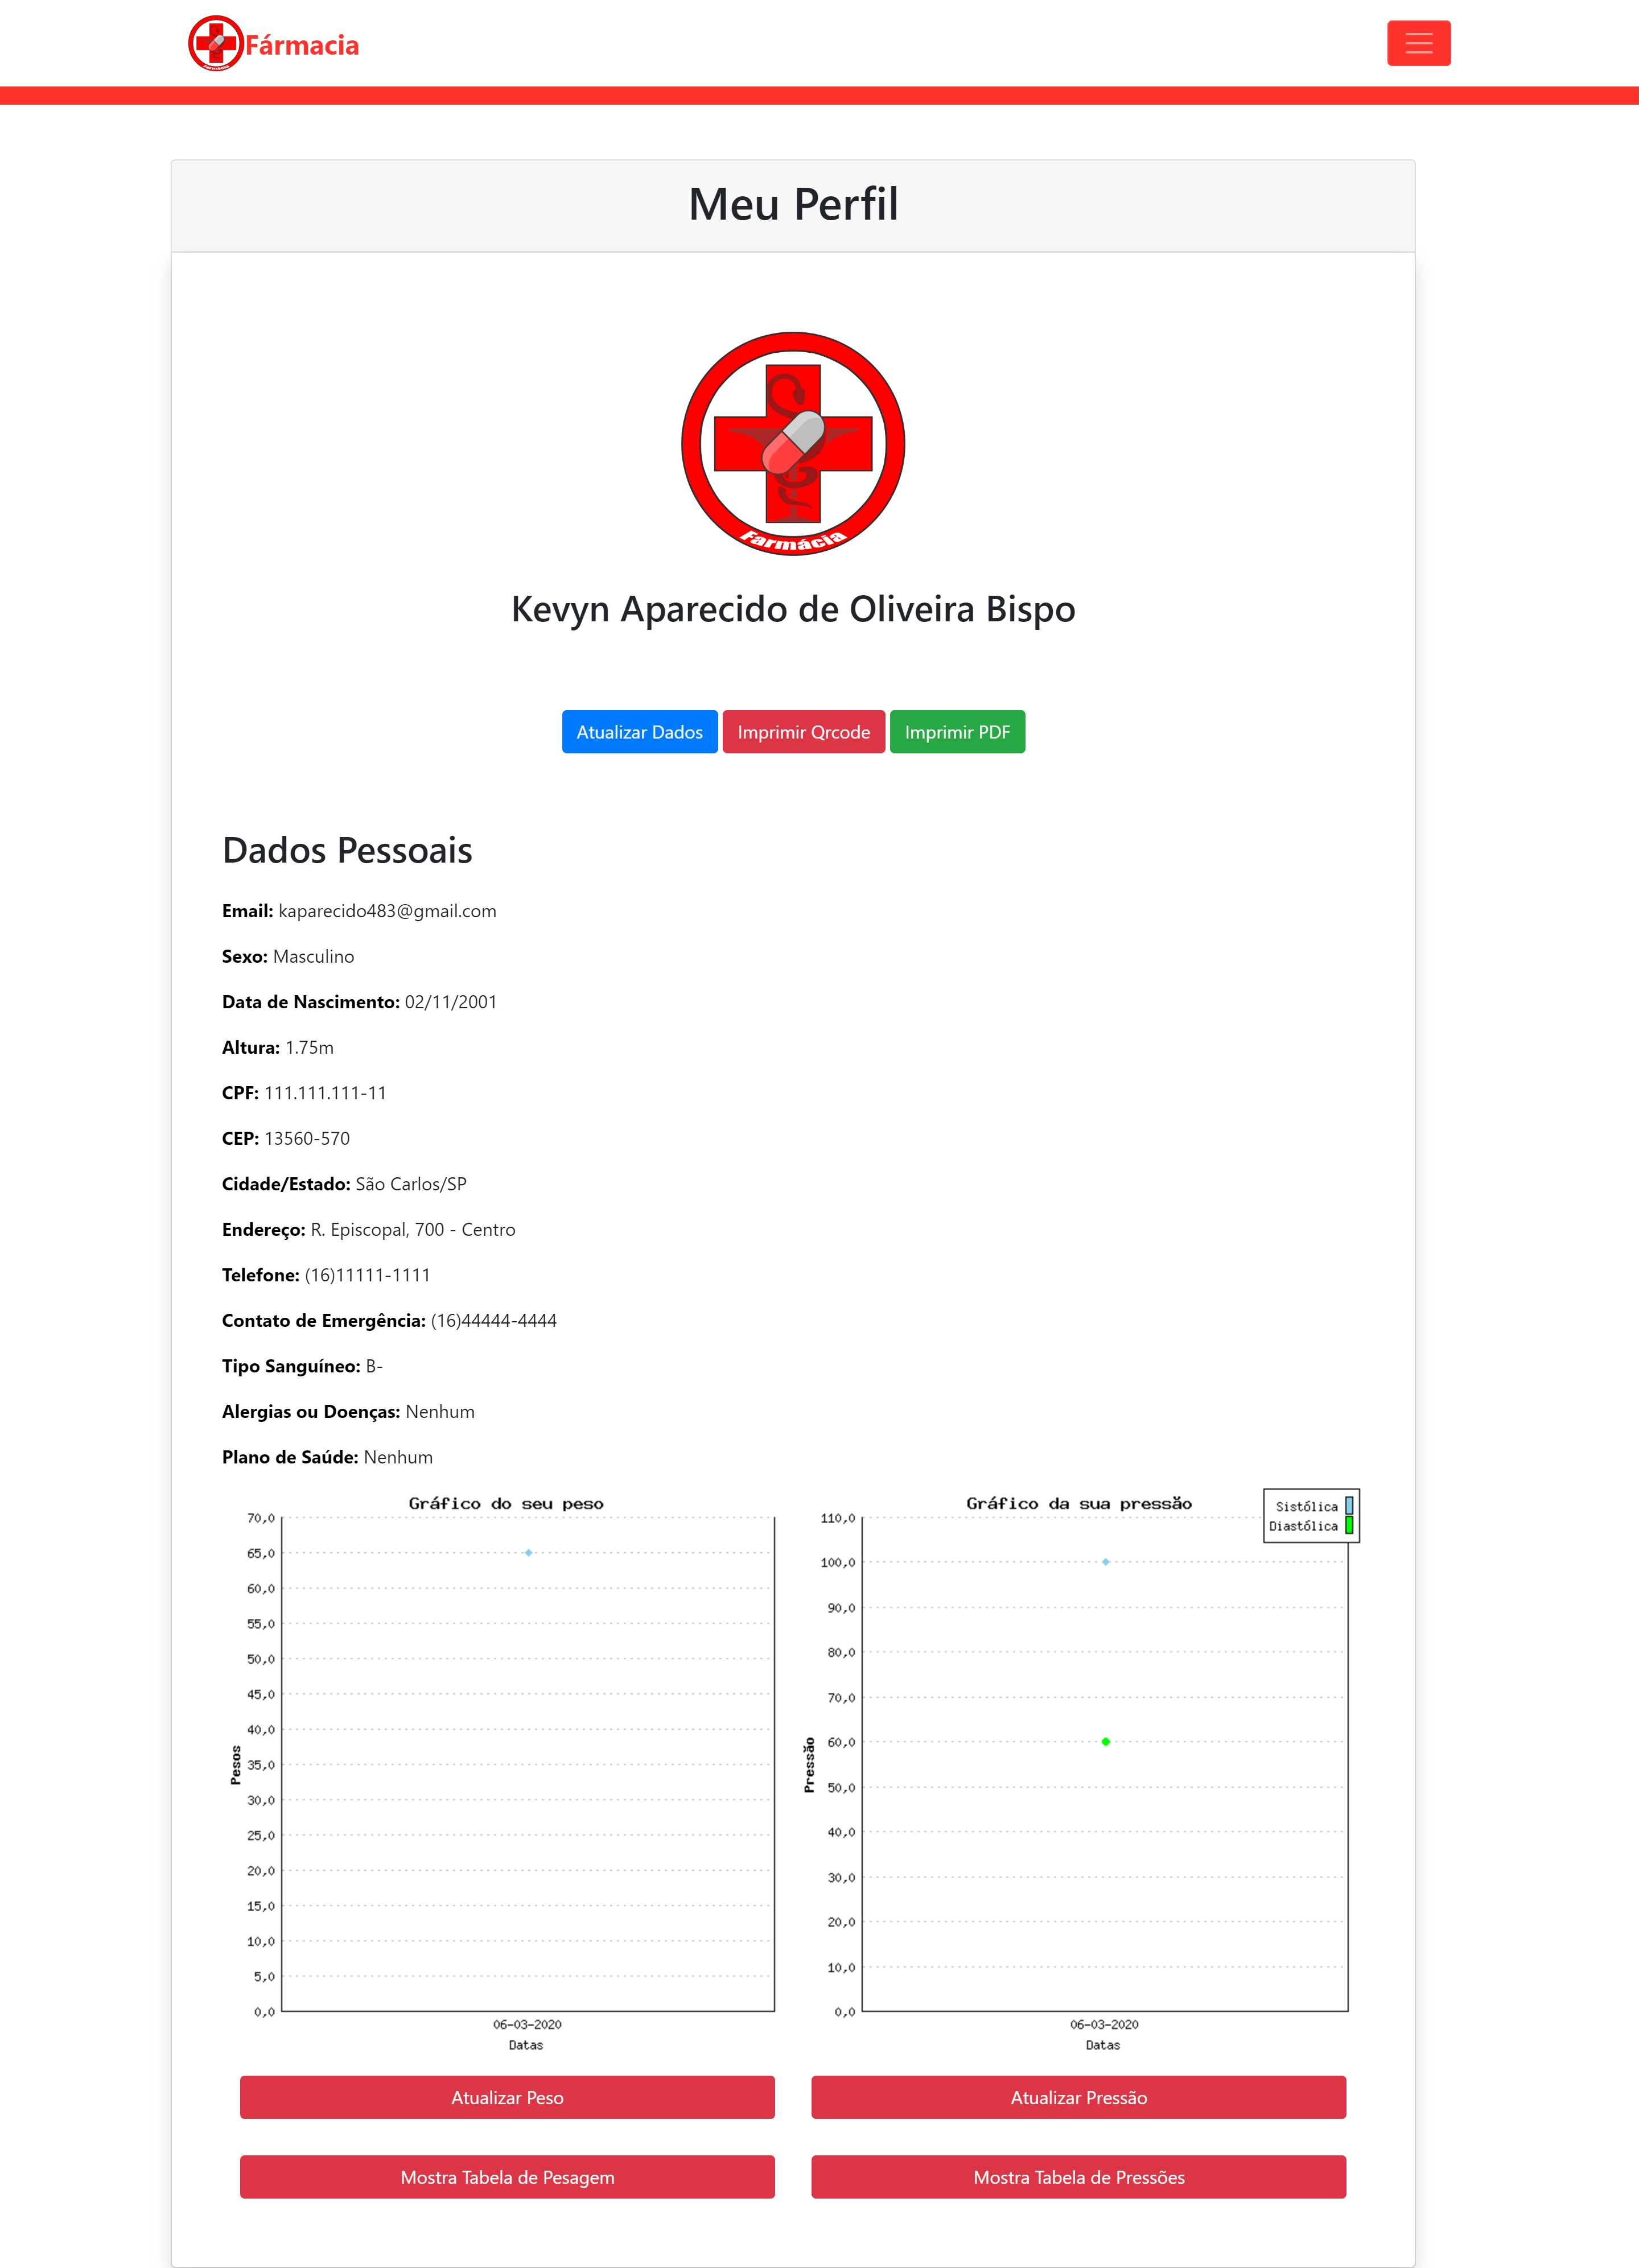 Fármacia
Meu Perfil
Farmácia
Kevyn Aparecido de Oliveira Bispo
Atualizar Dados Imprimir Qrcode Imprimir PDF
Dados Pessoais
Email: kaparecido483@gmail.com
Sexo: Masculino
Data de Nascimento: 02/11/2001
Altura: 1.75m
CPF: 111.111.111-11
CEP: 13560-570
Cidade/Estado: São Carlos/SP
Endereço: R. Episcopal, 700 - Centro
Telefone: (16)11111-1111
Contato de Emergência: (16)44444-4444
Tipo Sanguíneo: B-
Alergias ou Doenças: Nenhum
Plano de Saúde: Nenhum
Gráfico do seu peso
70,0
65,0
60,0
55,0
50,0
45,0
40,0
35,0
30,0
25,0
20,0
15,0
10,0
5,0
0,0
Pesos
06-03-2020
Datas
Gráfico da sua pressão
Sistólica
Diastólica
110,0
100,0
90,0
80,0
70,0
60,0
50,0
40,0
30,0
20,0
10,0
0,0
Pressão
06-03-2020
Datas
Atualizar Peso Atualizar Pressão
Mostra Tabela de Pesagem Mostra Tabela de Pressões